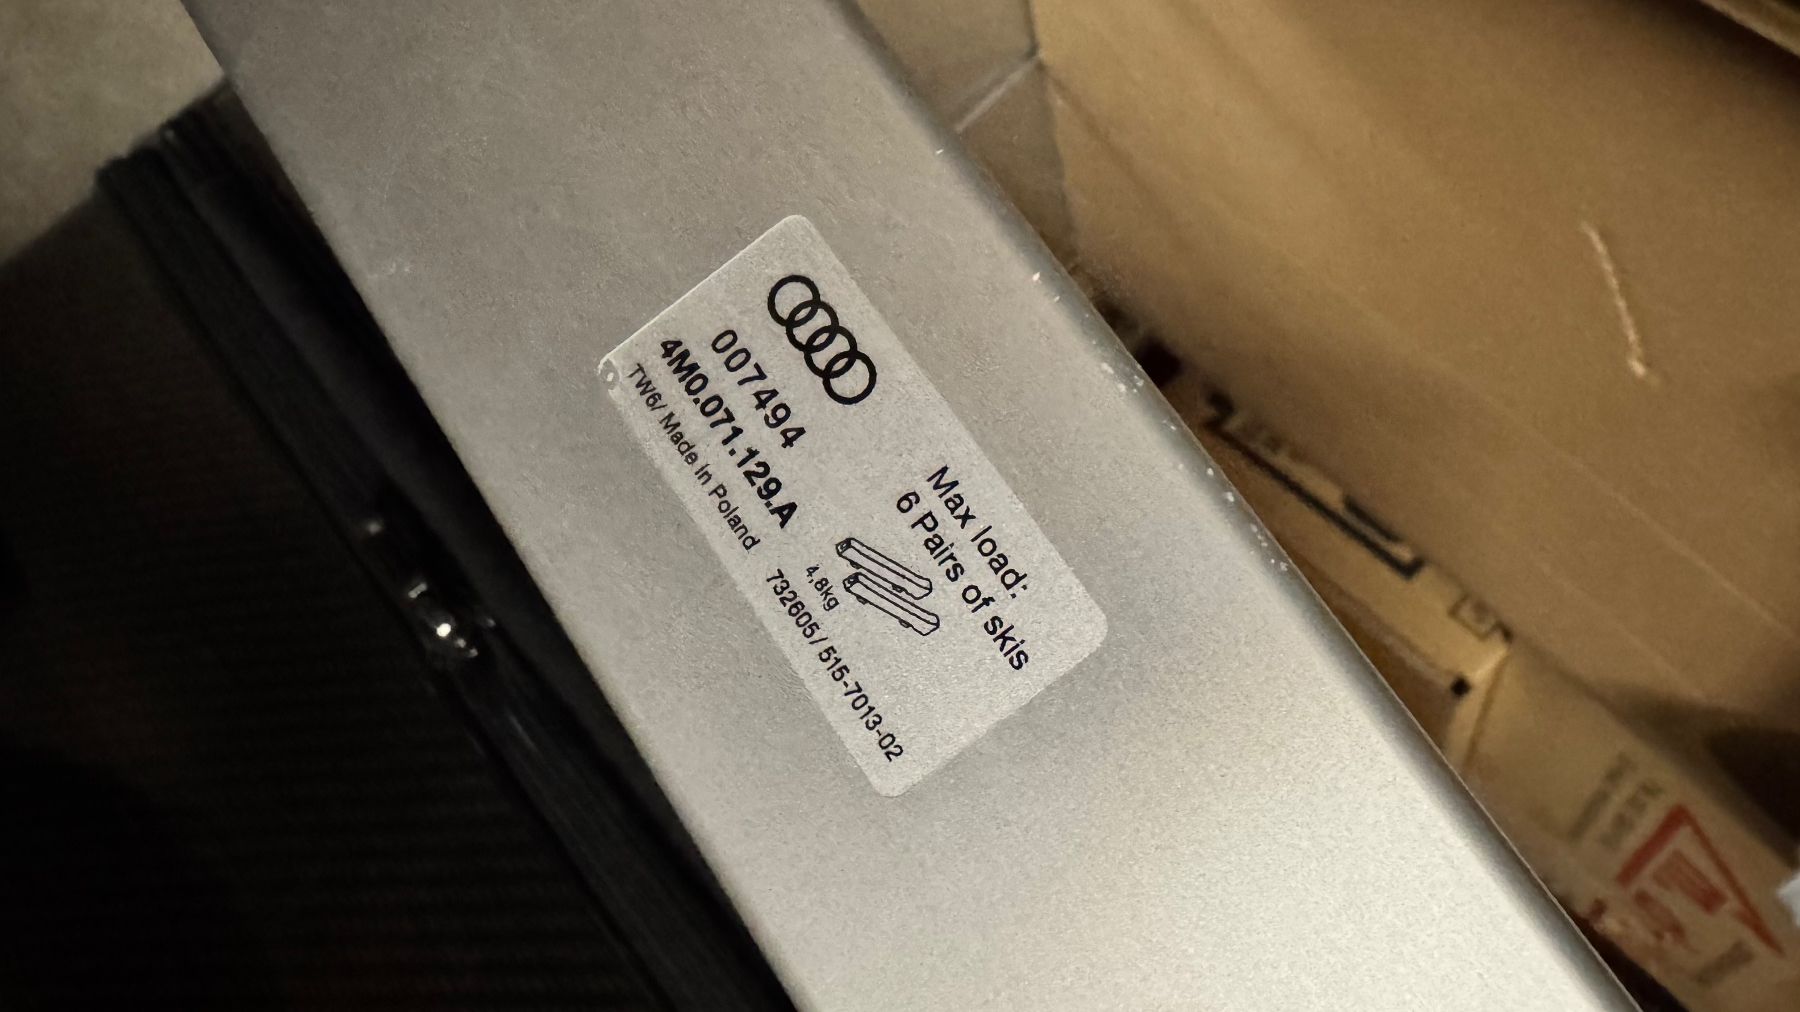 007494
4M0.071.129.A
TW6/ Made in Poland
Max load:
6 Pairs of skis
4,8kg
732605/ 515-7013-02